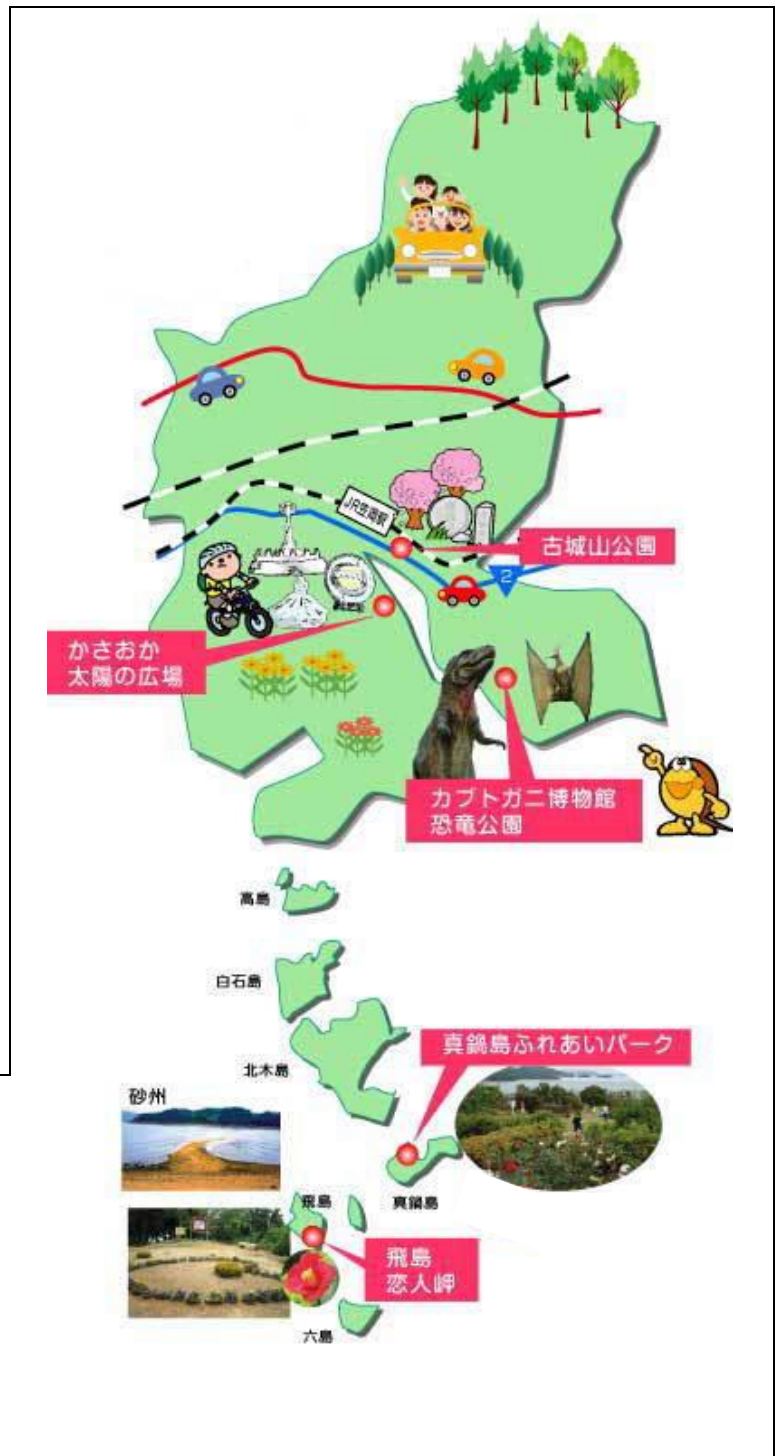 JR笠岡駅
古城山公園
2
かさおか
太陽の広場
カブトガニ博物館
恐竜公園
高島
白石島
真鍋島ふれあいパーク
北木島
砂州
飛島
真鍋島
飛島
恋人岬
六島